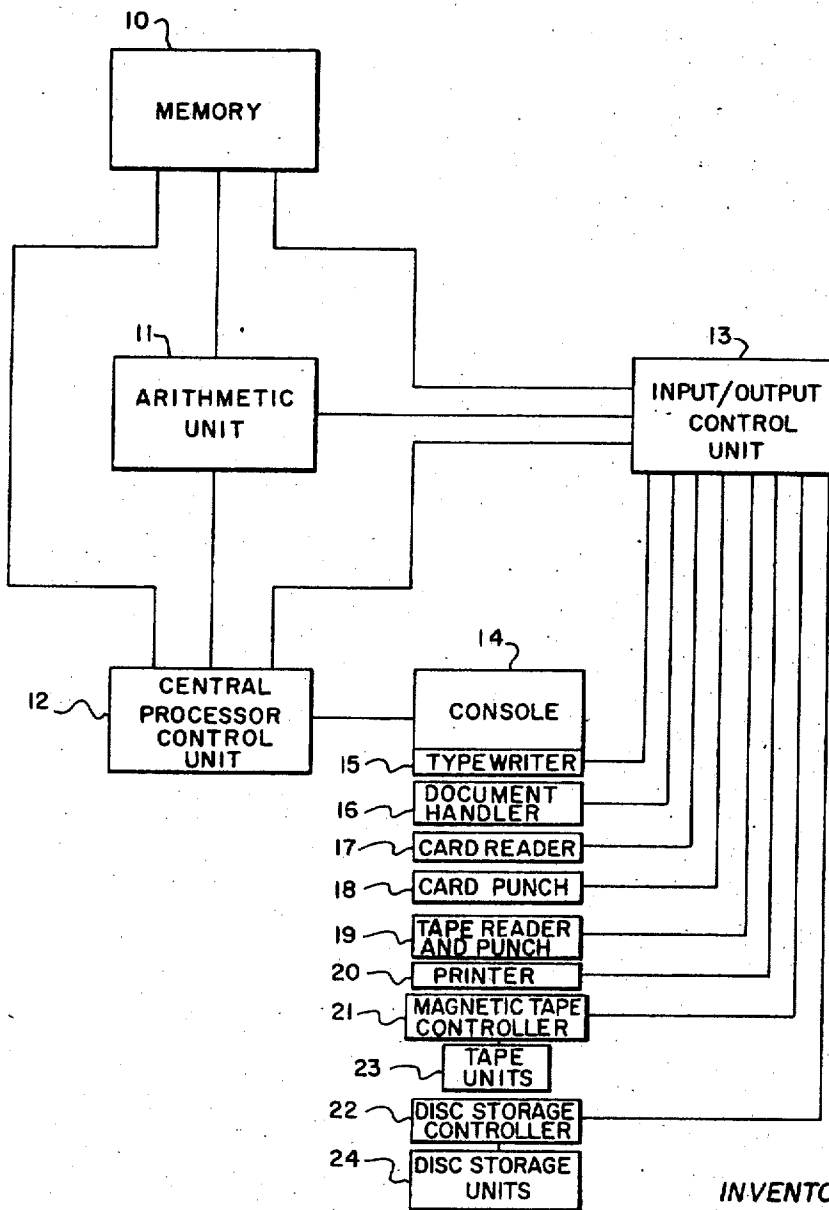 10
MEMORY
11
ARITHMETIC
UNIT
13
INPUT/OUTPUT
CONTROL
UNIT
12
CENTRAL
PROCESSOR
CONTROL
UNIT
14
CONSOLE
15
TYPEWRITER
16
DOCUMENT
HANDLER
17
CARD READER
18
CARD PUNCH
19
TAPE READER
AND PUNCH
20
PRINTER
21
MAGNETIC TAPE
CONTROLLER
23
TAPE
UNITS
22
DISC STORAGE
CONTROLLER
24
DISC STORAGE
UNITS
INVENTO